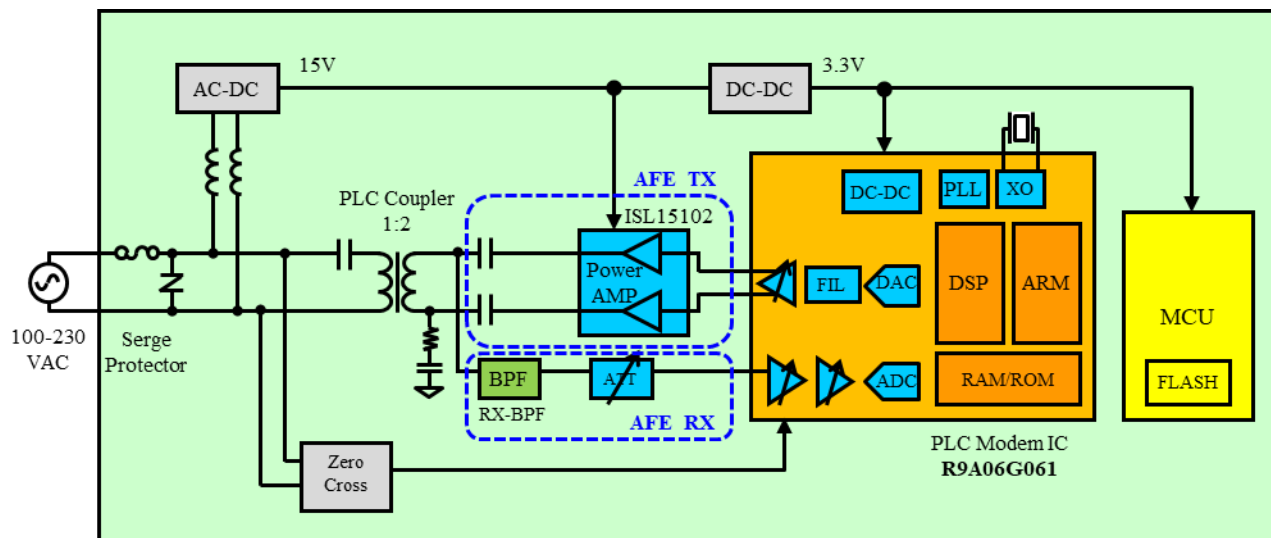 AC-DC
15V
DC-DC
3.3V
AFE TX
ISL15102
PLC Coupler
1:2
DC-DC
PLL
XO
Power
AMP
FIL
DAC
DSP
ARM
MCU
FLASH
100-230
VAC
Serge
Protector
BPF
RX-BPF
ATT
AFE RX
ADC
RAM/ROM
Zero
Cross
PLC Modem IC
R9A06G061